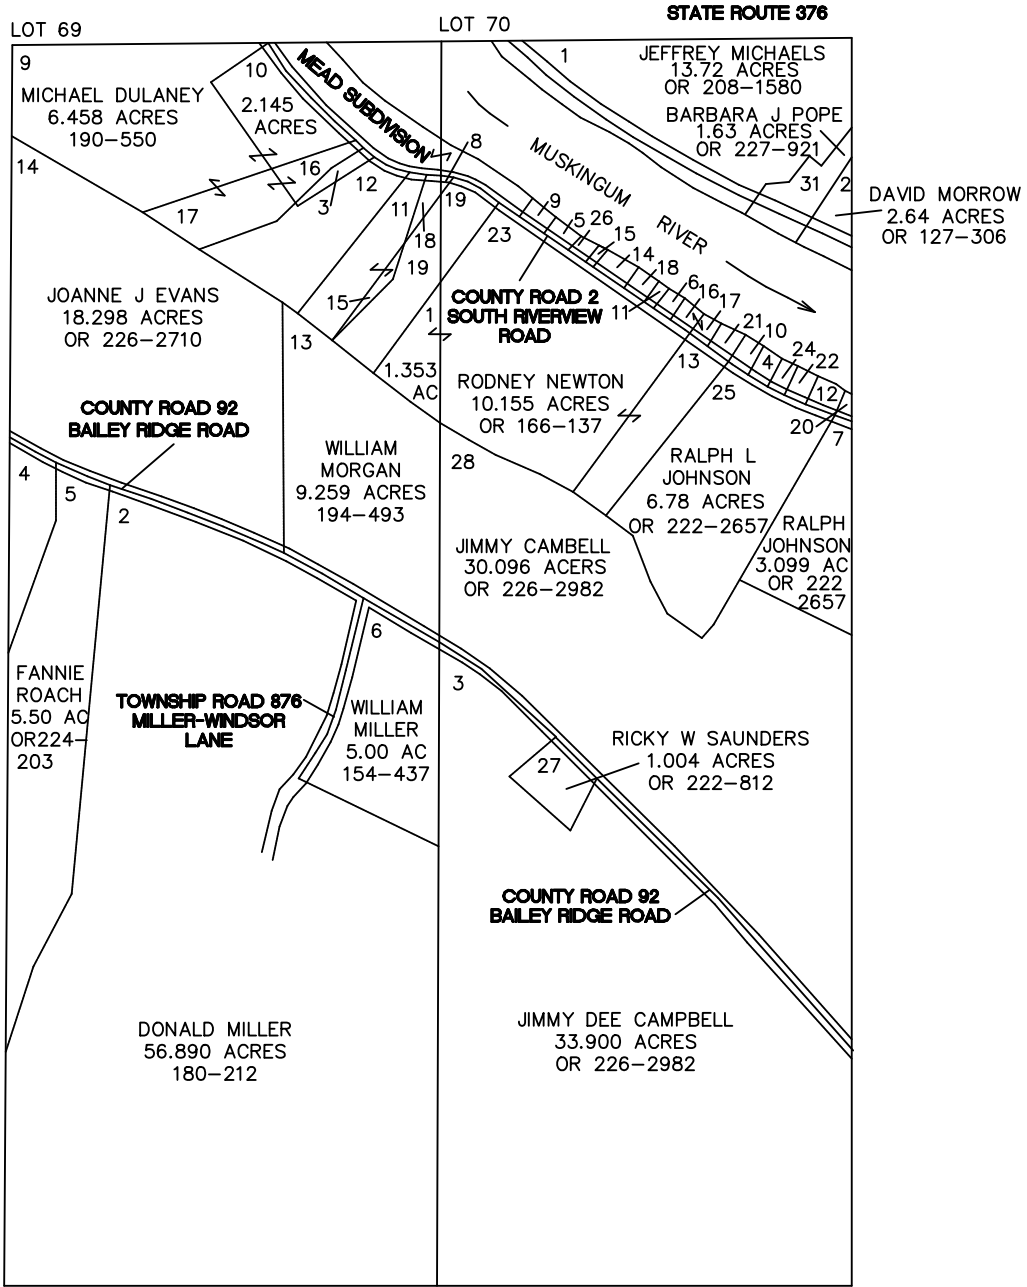 STATE ROUTE 376
LOT 69
LOT 70
9
MICHAEL DULANEY
6.458 ACRES
190-550
10
2.145
ACRES
MEAD SUBDIVISION
8
1
JEFFREY MICHAELS
13.72 ACRES
OR 208-1580
BARBARA J POPE
1.63 ACRES
OR 227-921
31
2
DAVID MORROW
2.64 ACRES
OR 127-306
MUSKINGUM
RIVER
14
17
16
3
12
11
18
19
19
15
23
9
5
26
15
14
18
6
16
17
21
10
4
24
22
12
20
7
11
13
25
JOANNE J EVANS
18.298 ACRES
OR 226-2710
13
1
1.353
AC
COUNTY ROAD 2
SOUTH RIVERVIEW
ROAD
RODNEY NEWTON
10.155 ACRES
OR 166-137
COUNTY ROAD 92
BAILEY RIDGE ROAD
WILLIAM
MORGAN
9.259 ACRES
194-493
28
RALPH L
JOHNSON
6.78 ACRES
OR 222-2657
RALPH
JOHNSON
3.099 AC
OR 222
2657
4
5
2
JIMMY CAMBELL
30.096 ACERS
OR 226-2982
6
3
FANNIE
ROACH
5.50 AC
OR224-
203
TOWNSHIP ROAD 876
MILLER-WINDSOR
LANE
WILLIAM
MILLER
5.00 AC
154-437
27
RICKY W SAUNDERS
1.004 ACRES
OR 222-812
COUNTY ROAD 92
BAILEY RIDGE ROAD
DONALD MILLER
56.890 ACRES
180-212
JIMMY DEE CAMPBELL
33.900 ACRES
OR 226-2982